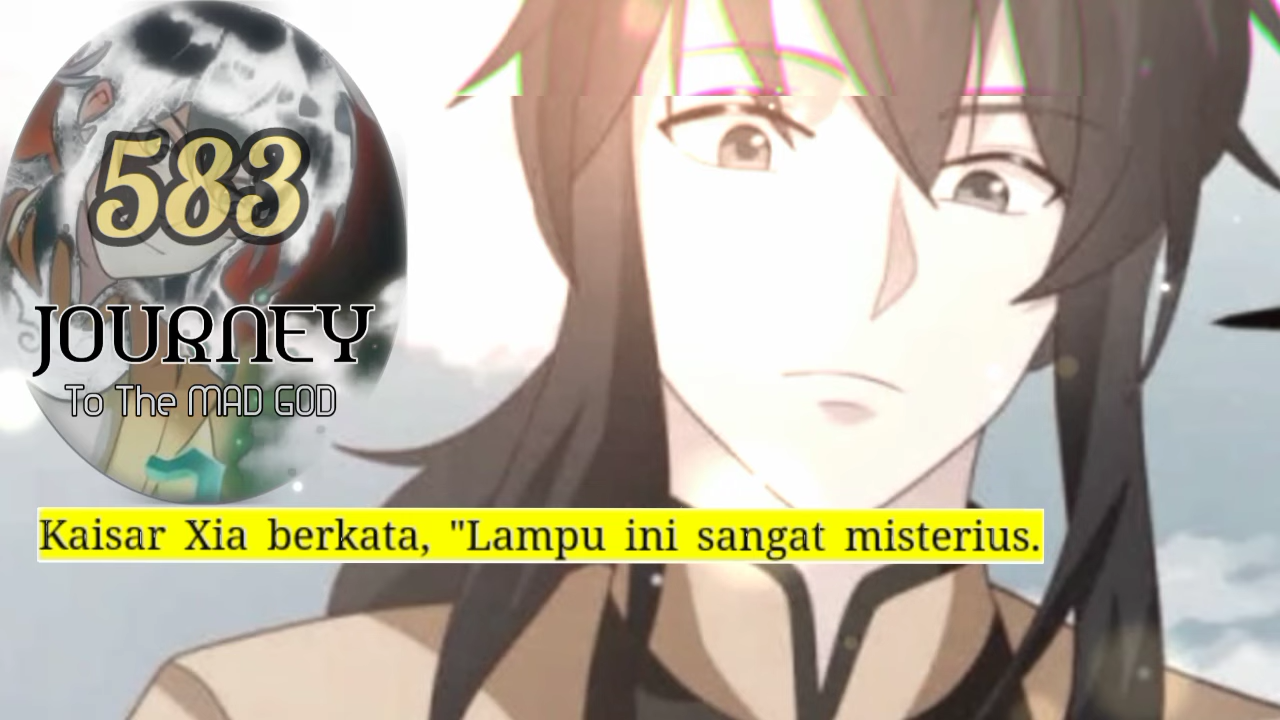 583
JOURNEY
To The MAD GOD
Kaisar Xia berkata, "Lampu ini sangat misterius.